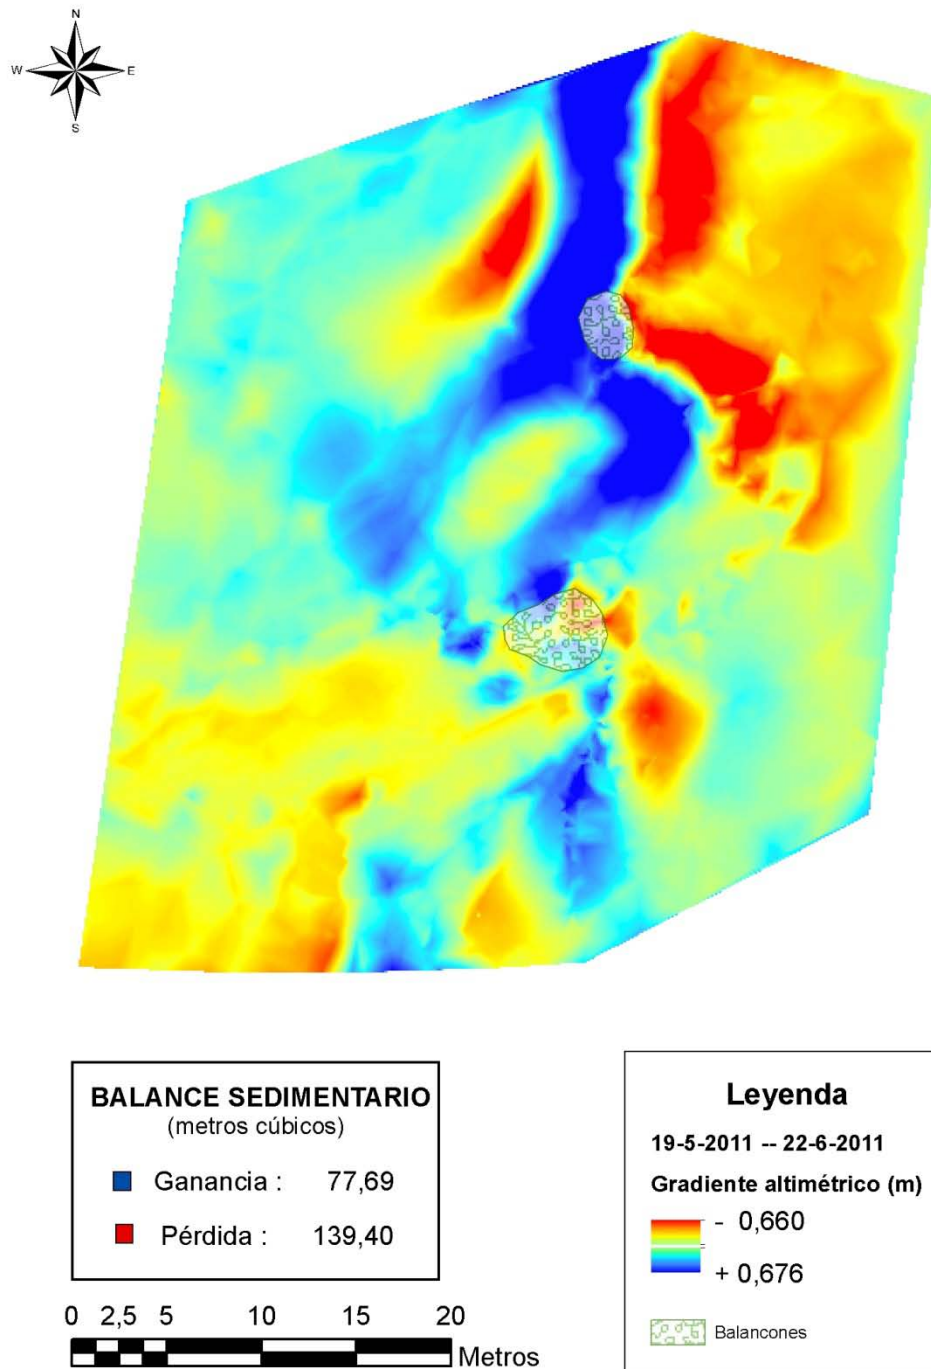 N
W E
S
BALANCE SEDIMENTARIO
(metros cúbicos)
Ganancia : 77,69
Pérdida : 139,40
0 2,5 5 10 15 20
Metros
Leyenda
19-5-2011 -- 22-6-2011
Gradiente altimétrico (m)
- 0,660
+ 0,676
Balancones